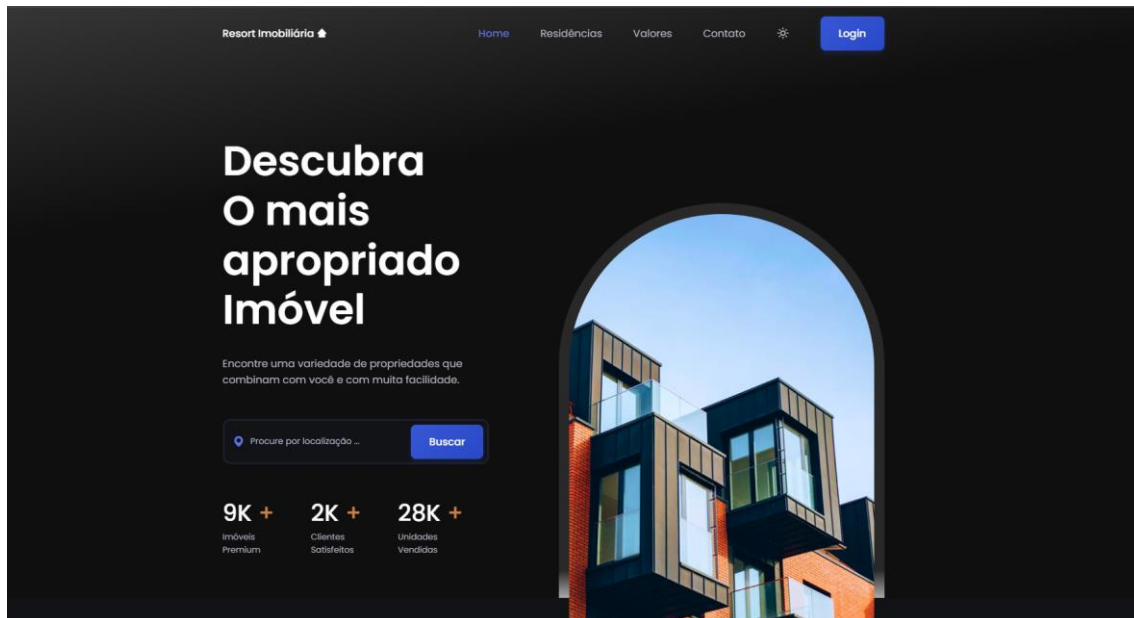 Resort Imobiliária
Home Residências Valores Contato Login
Descubra
O mais
apropriado
Imóvel
Encontre uma variedade de propriedades que
combinam com você e com muita facilidade.
Procure por localização ... Buscar
9K + 2K + 28K +
Imóveis Clientes Unidades
Premium Satisfeitos Vendidas